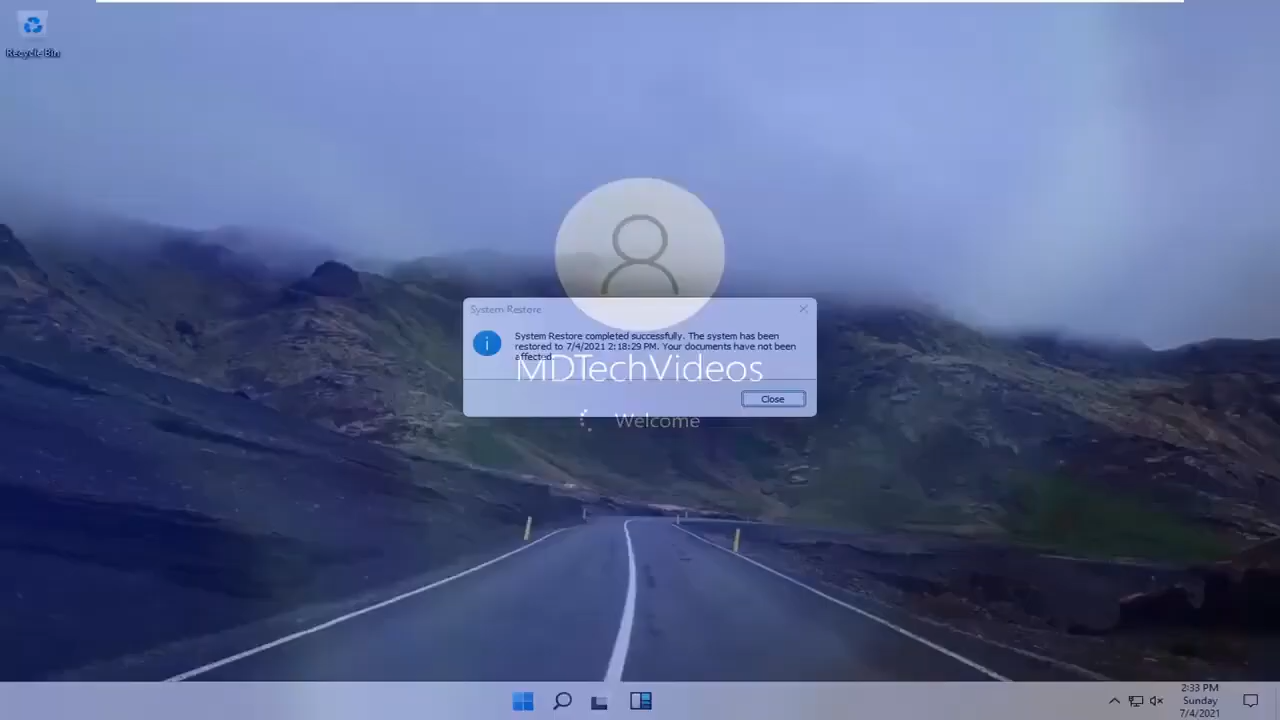 Recycle Bin
System Restore
System Restore completed successfully. The system has been
restored to 7/4/2021 2:18:29 PM. Your documents have not been
affected.
MDTechVideos
Close
Welcome
2:33 PM
Sunday
7/4/2021